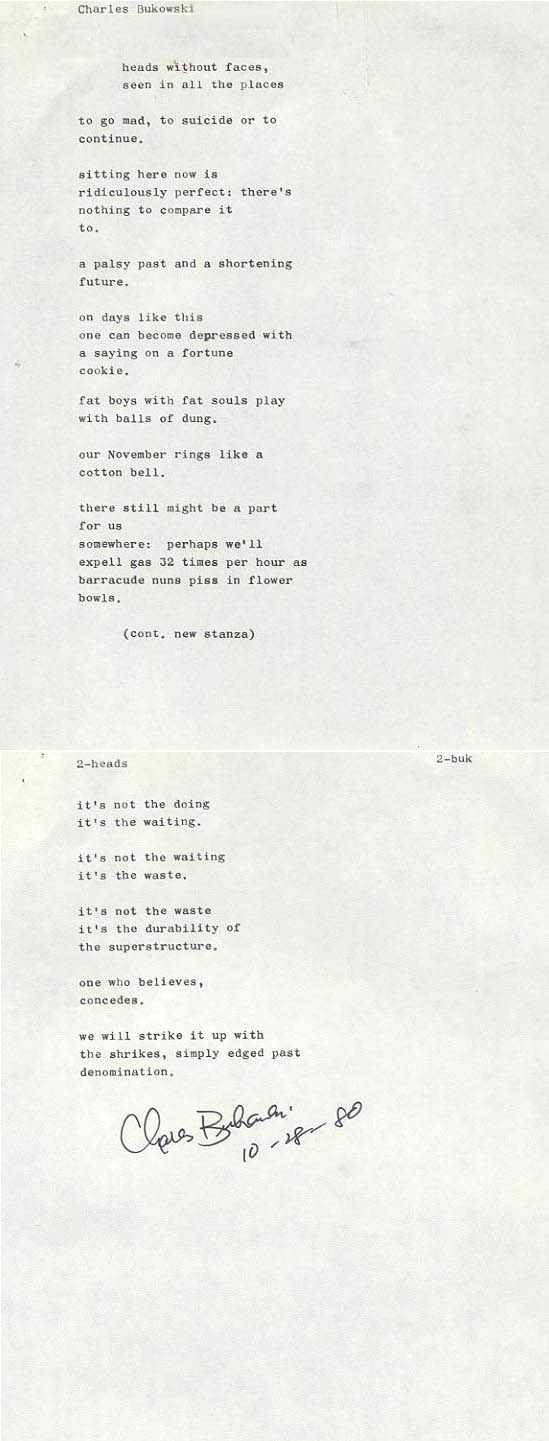 Charles Bukowski
heads without faces,
seen in all the places
to go mad, to suicide or to
continue.
sitting here now is
ridiculously perfect: there's
nothing to compare it
to.
a palsy past and a shortening
future.
on days like this
one can become depressed with
a saying on a fortune
cookie.
fat boys with fat souls play
with balls of dung.
our November rings like a
cotton bell.
there still might be a part
for us
somewhere: perhaps we'll
expell gas 32 times per hour as
barracude nuns piss in flower
bowls.
(cont. new stanza)
2-heads 2-buk
it's not the doing
it's the waiting.
it's not the waiting
it's the waste.
it's not the waste
it's the durability of
the superstructure.
one who believes,
concedes.
we will strike it up with
the shrikes, simply edged past
denomination.
Charles Bukowski
10-28-80